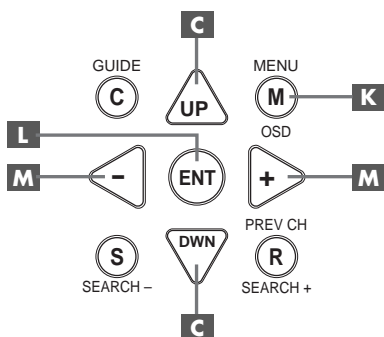 C
GUIDE MENU
C UP M K
OSD
L
M - ENT + M
PREV CH
S DWN R
SEARCH – SEARCH +
C